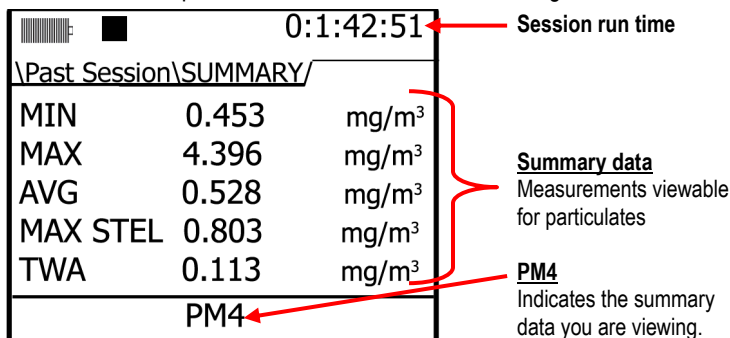 0:1:42:51
Session run time
\Past Session\SUMMARY/
MIN 0.453 mg/m³
MAX 4.396 mg/m³
AVG 0.528 mg/m³
MAX STEL 0.803 mg/m³
TWA 0.113 mg/m³
PM4
Summary data
Measurements viewable
for particulates
PM4
Indicates the summary
data you are viewing.